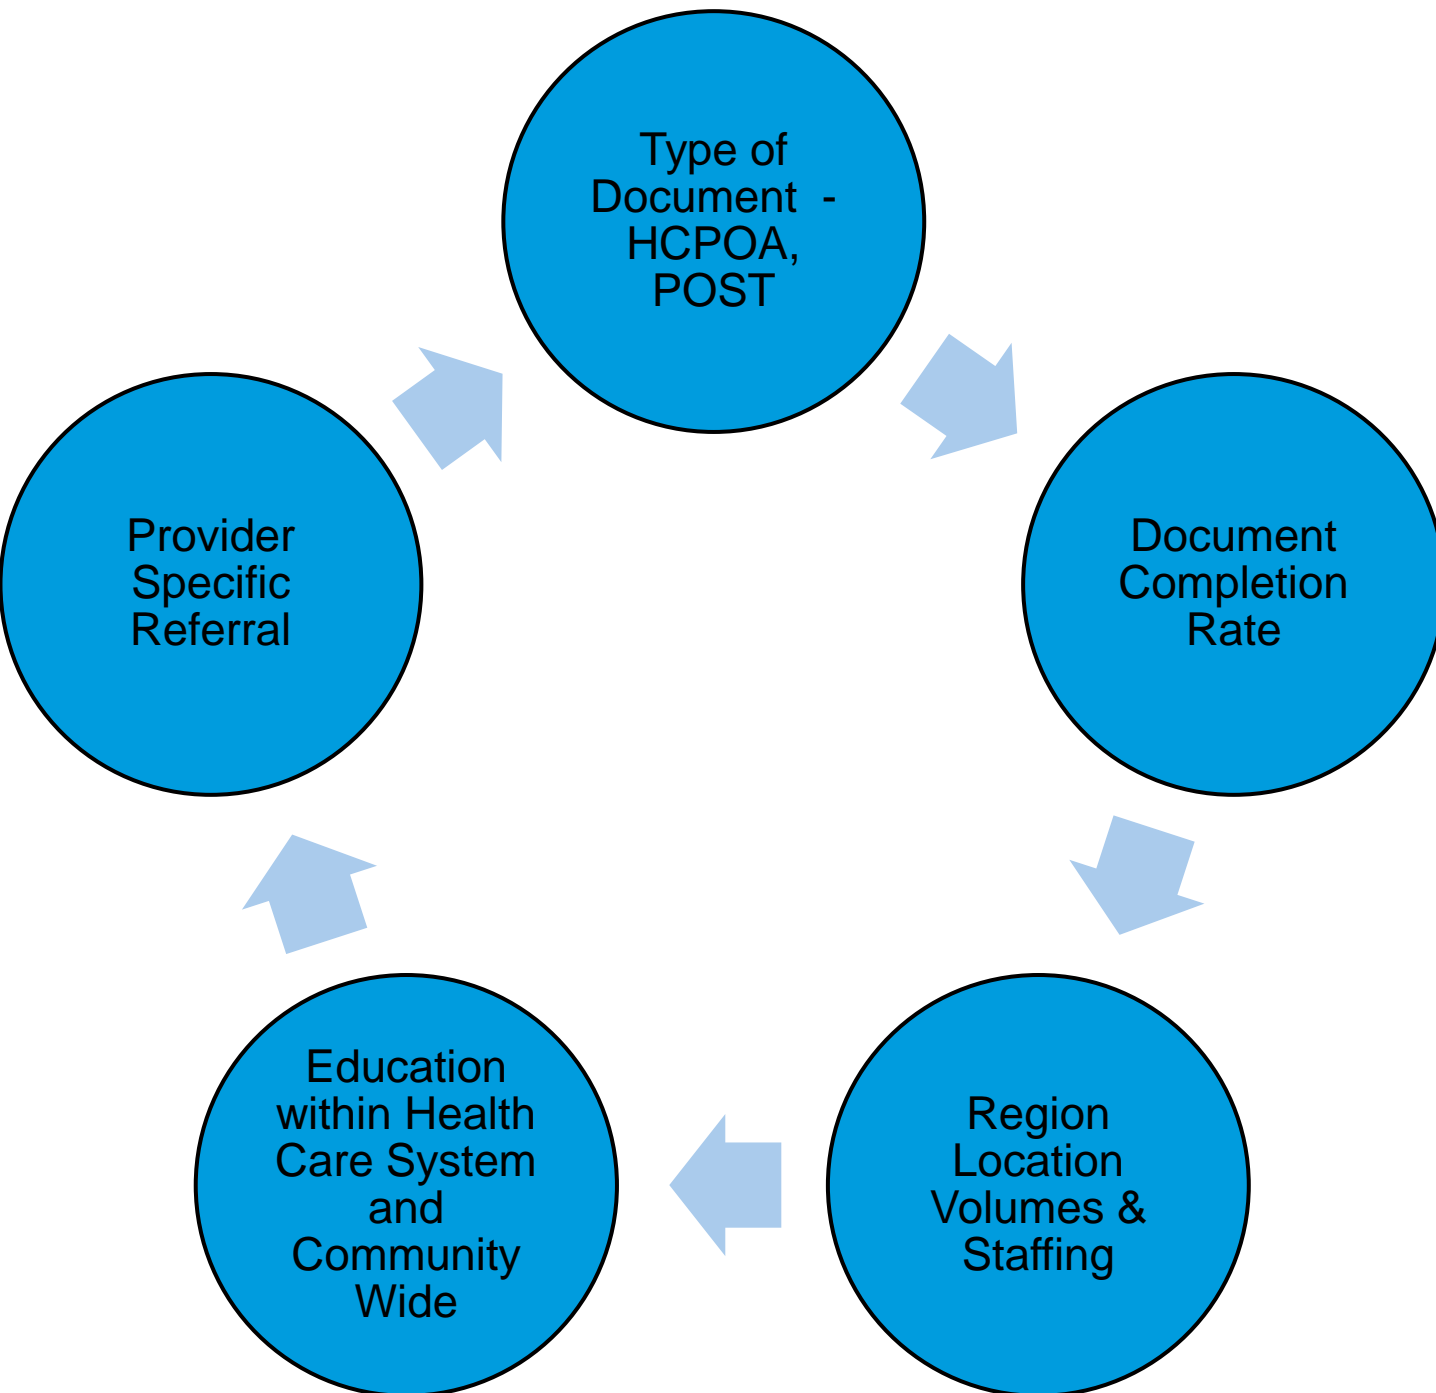 Type of
Document  -
HCPOA,
POST
Document
Completion
Rate
Region
Location
Volumes &
Staffing
Education
within Health
Care System
and
Community
Wide
Provider
Specific
Referral